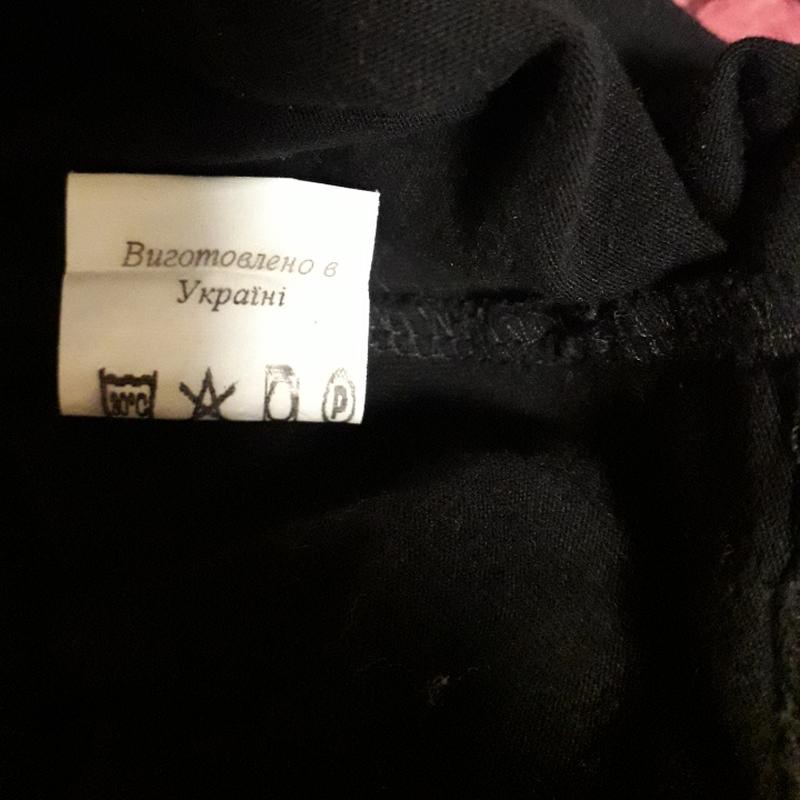 Виготовлено в
Україні
30°C
P